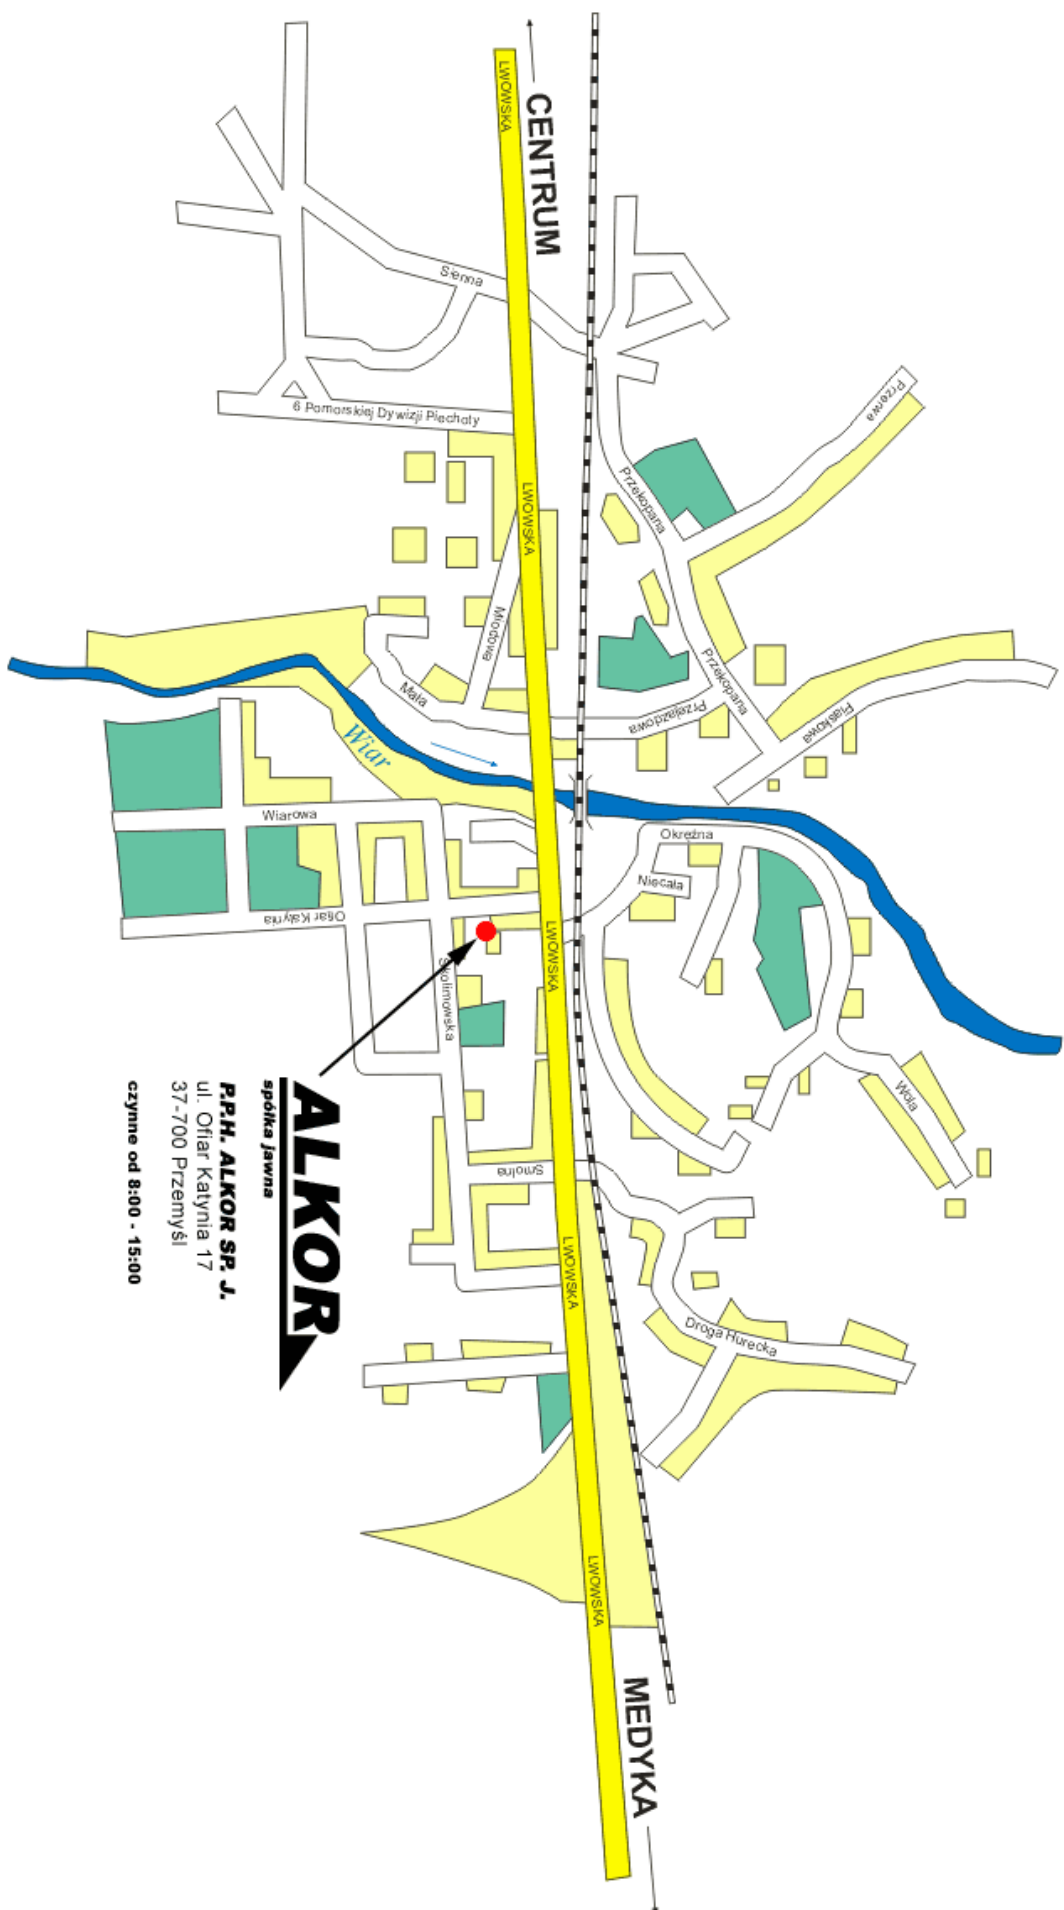 CENTRUM
LWOWSKA
Sienna
6 Pomorskiej Dywizji Piechoty
Przerwa
Przekopana
LWOWSKA
Miodowa
Mała
Przekopana
Przejazdowa
Piaskowa
Wiar
Wiarowa
Okrężna
Niecała
Ofiar Katynia
LWOWSKA
Skolimowska
Wola
Smolna
LWOWSKA
Droga Hurecka
LWOWSKA
MEDYKA
ALKOR
spółka jawna
P.P.H. ALKOR SP. J.
ul. Ofiar Katynia 17
37-700 Przemyśl
czynne od 8:00 - 15:00